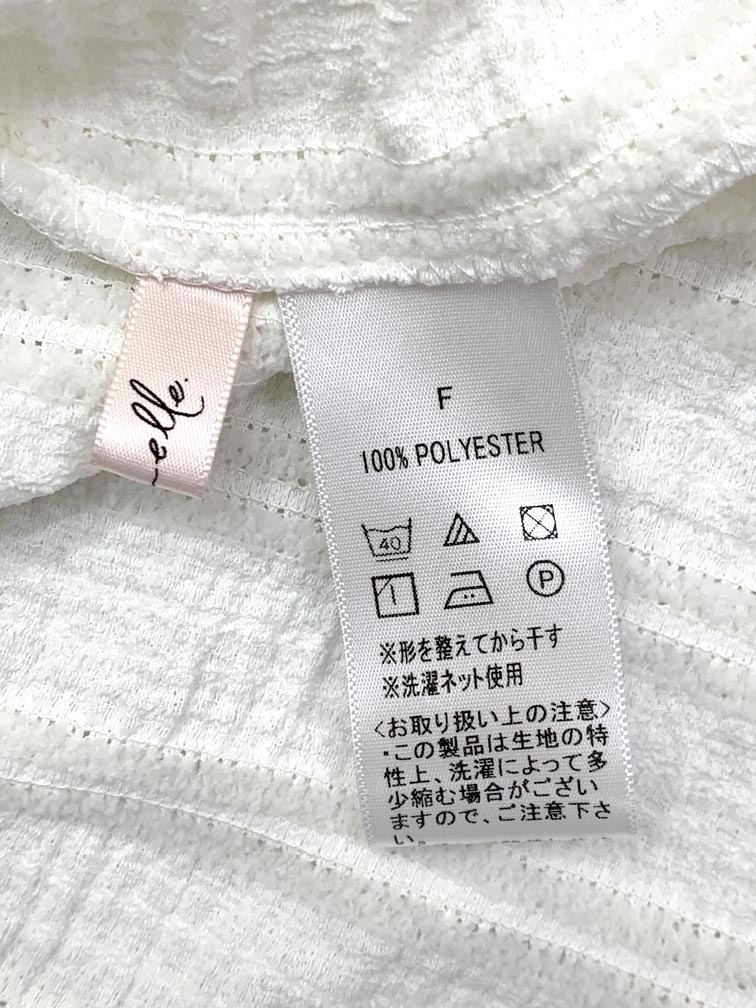 elle.
F
100% POLYESTER
40
P
※形を整えてから干す
※洗濯ネット使用
<お取り扱い上の注意>
・この製品は生地の特
性上、洗濯によって多
少縮む場合がござい
ますので、ご注意下さ
い。